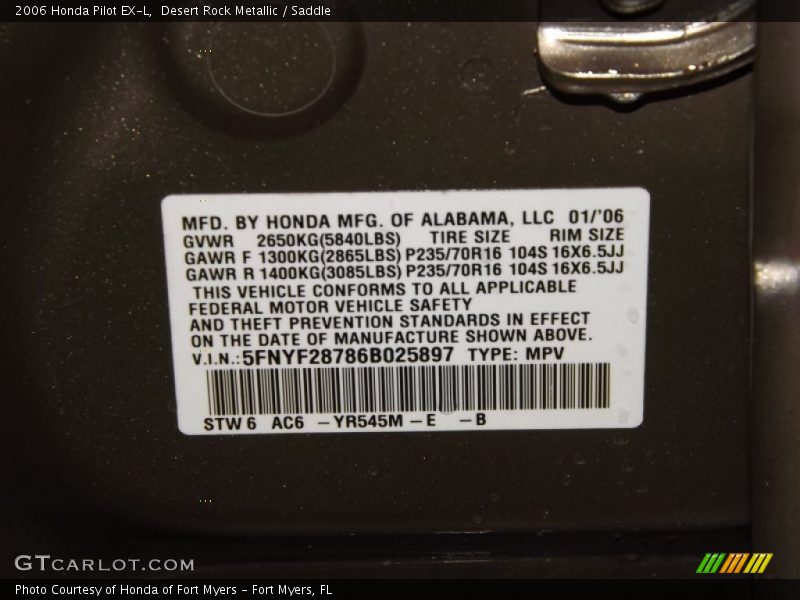 2006 Honda Pilot EX-L,  Desert Rock Metallic / Saddle
MFD. BY HONDA MFG. OF ALABAMA, LLC  01/'06
GVWR  2650KG(5840LBS)  TIRE SIZE  RIM SIZE
GAWR F 1300KG(2865LBS) P235/70R16 104S 16X6.5JJ
GAWR R 1400KG(3085LBS) P235/70R16 104S 16X6.5JJ
THIS VEHICLE CONFORMS TO ALL APPLICABLE
FEDERAL MOTOR VEHICLE SAFETY
AND THEFT PREVENTION STANDARDS IN EFFECT
ON THE DATE OF MANUFACTURE SHOWN ABOVE.
V.I.N.: 5FNYF28786B025897  TYPE: MPV
STW 6  AC6  – YR545M – E  – B
GTCARLOT.COM
Photo Courtesy of Honda of Fort Myers - Fort Myers, FL